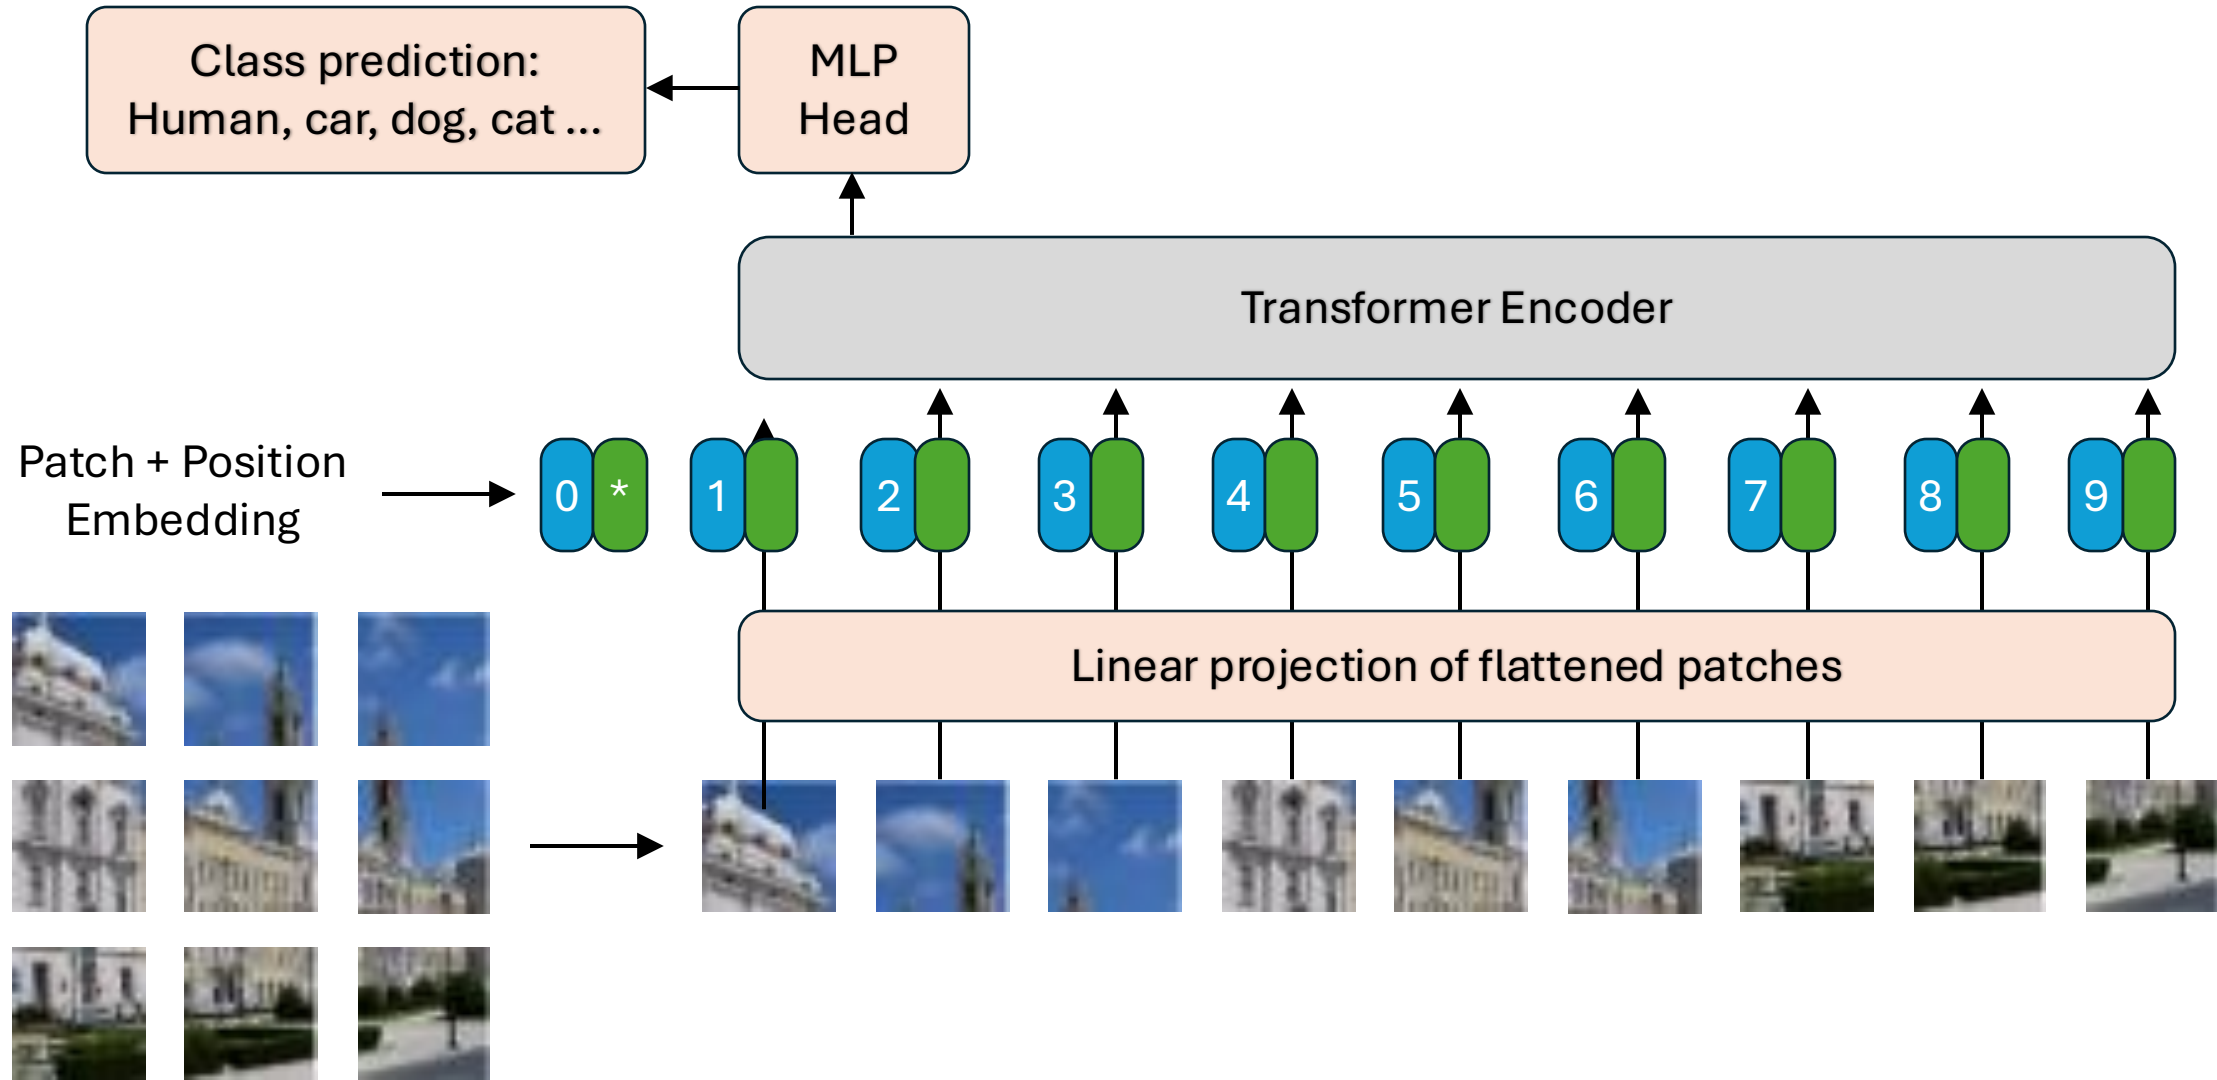 Class prediction:
Human, car, dog, cat ...
MLP
Head
Transformer Encoder
Patch + Position
Embedding
0 * 1 2 3 4 5 6 7 8 9
Linear projection of flattened patches